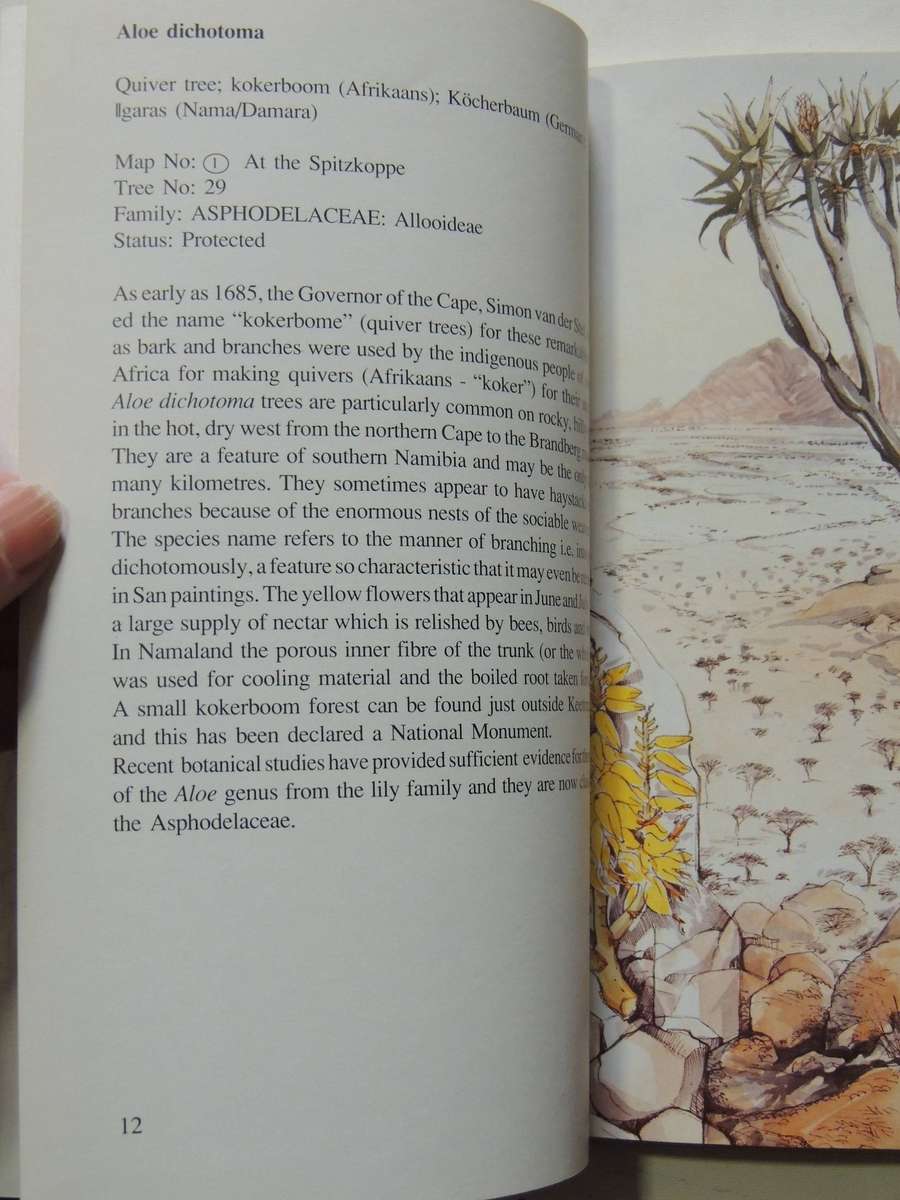 Aloe dichotoma
Quiver tree; kokerboom (Afrikaans); Köcherbaum (German
ǁgaras (Nama/Damara)
Map No: ① At the Spitzkoppe
Tree No: 29
Family: ASPHODELACEAE: Allooideae
Status: Protected
As early as 1685, the Governor of the Cape, Simon van der
ed the name “kokerbome” (quiver trees) for these
as bark and branches were used by the indigenous people of
Africa for making quivers (Afrikaans - “koker”) for their
Aloe dichotoma trees are particularly common on rocky,
in the hot, dry west from the northern Cape to the Brandberg
They are a feature of southern Namibia and may be the
many kilometres. They sometimes appear to have haystack
branches because of the enormous nests of the sociable
The species name refers to the manner of branching i.e.
dichotomously, a feature so characteristic that it may even be
in San paintings. The yellow flowers that appear in June and
a large supply of nectar which is relished by bees, birds and
In Namaland the porous inner fibre of the trunk (or the
was used for cooling material and the boiled root taken
A small kokerboom forest can be found just outside
and this has been declared a National Monument.
Recent botanical studies have provided sufficient evidence for the
of the Aloe genus from the lily family and they are now
the Asphodelaceae.
12